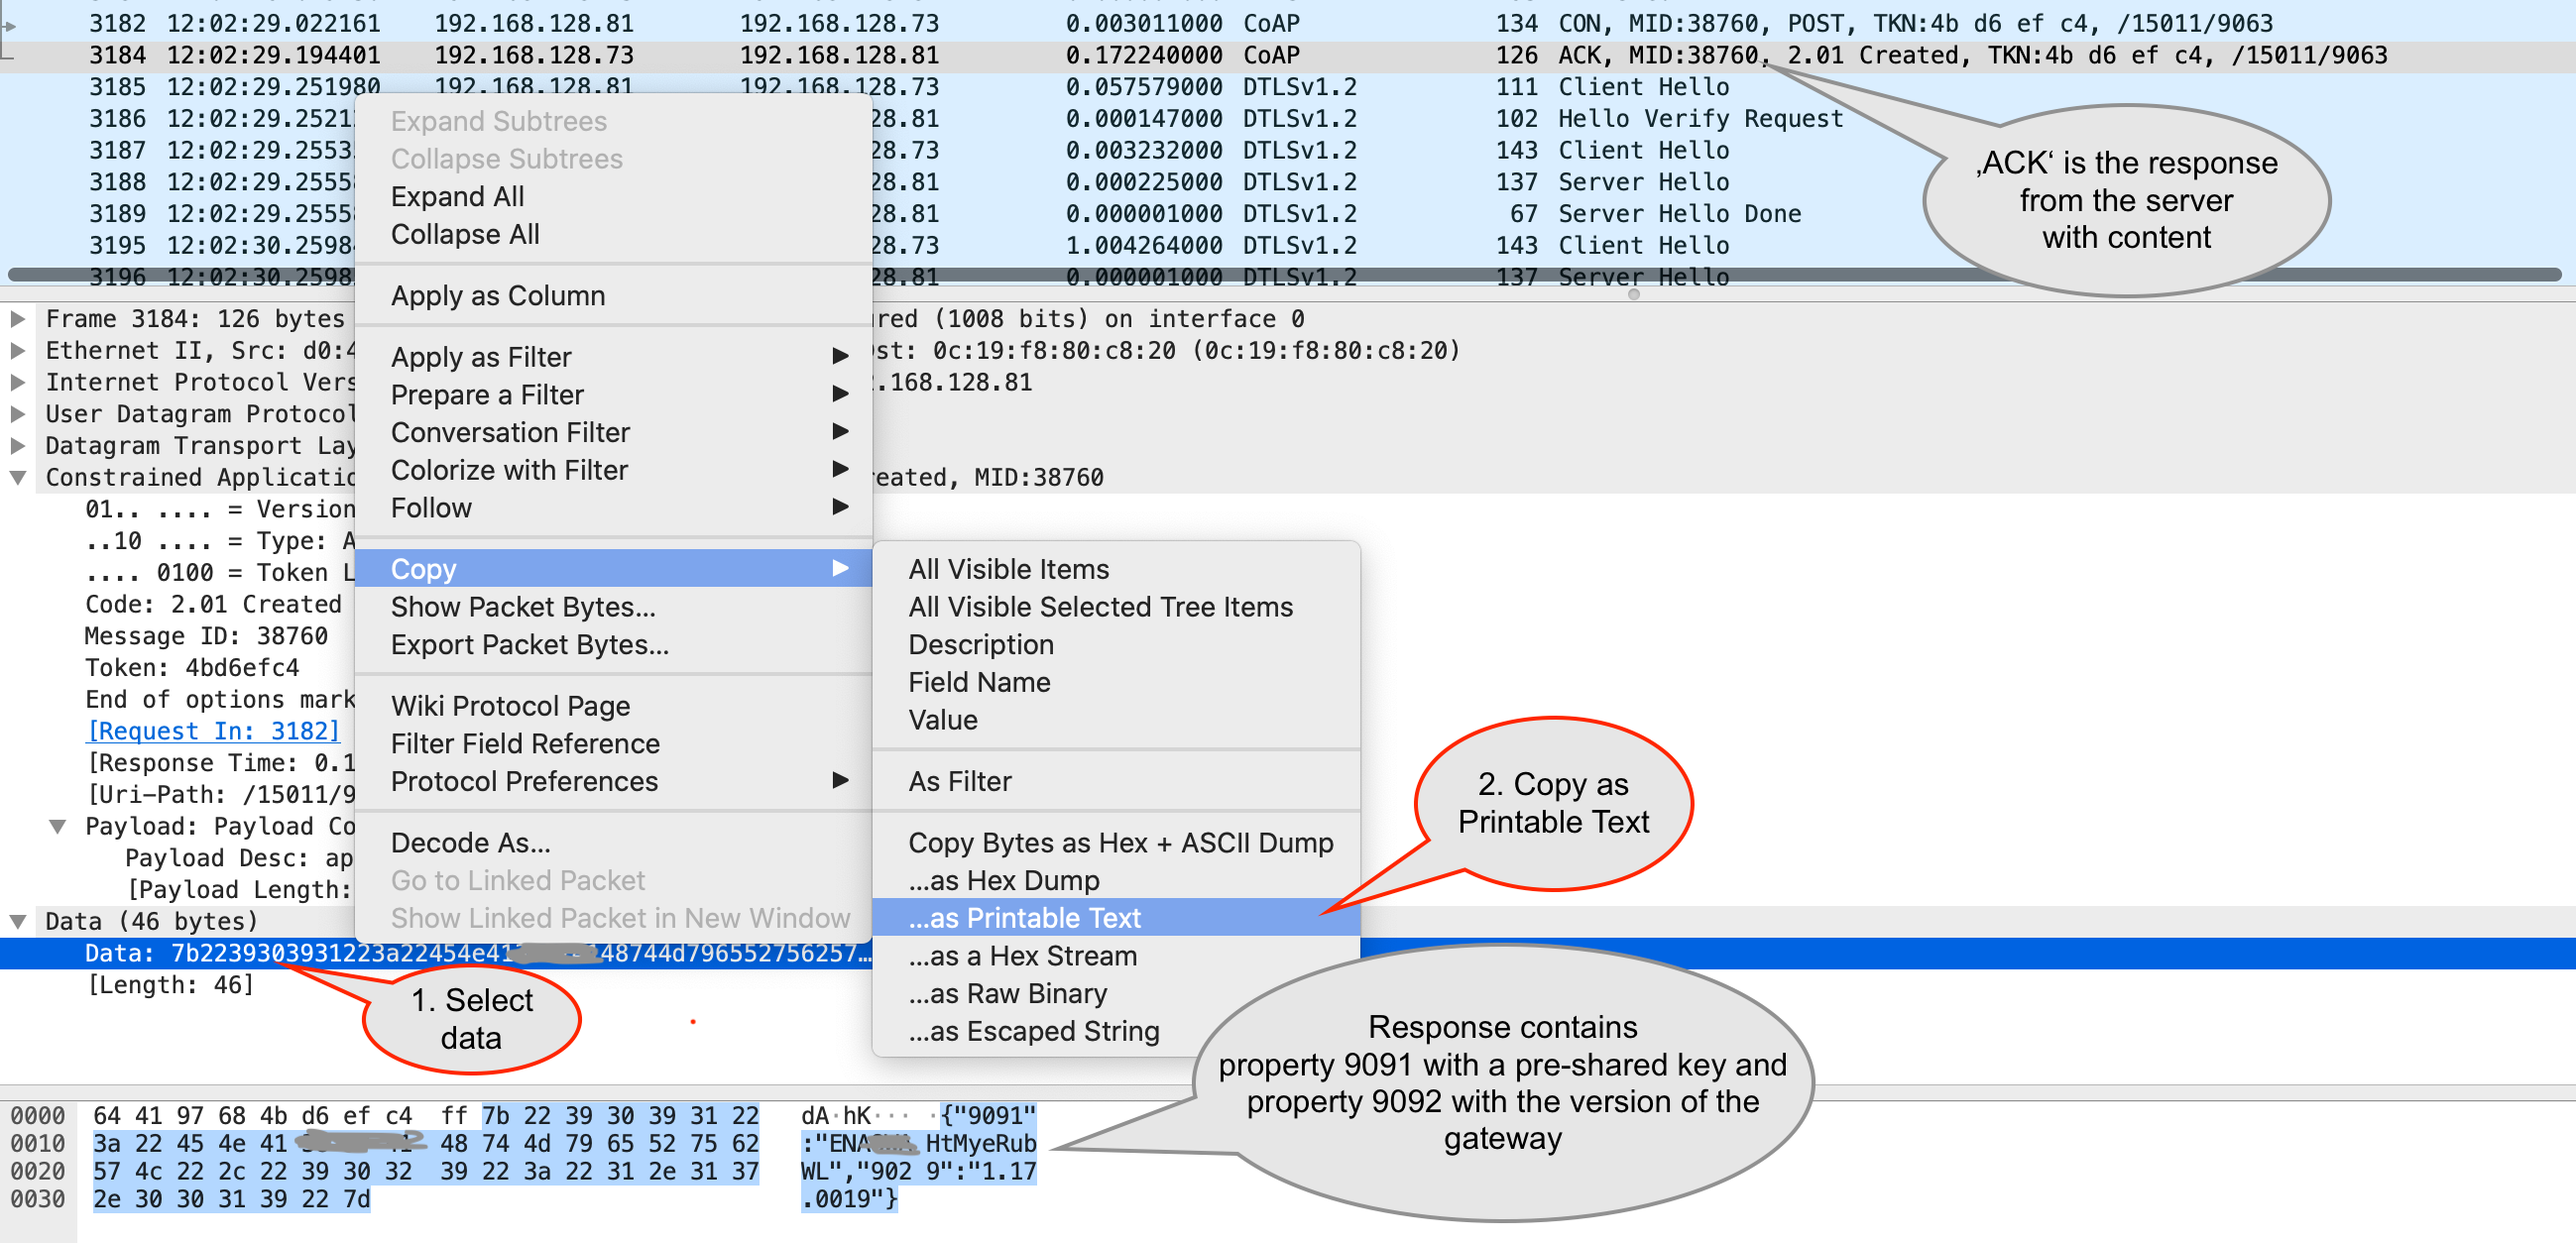 3182 12:02:29.022161 192.168.128.81 192.168.128.73 0.003011000 CoAP 134 CON, MID:38760, POST, TKN:4b d6 ef c4, /15011/9063
3184 12:02:29.194401 192.168.128.73 192.168.128.81 0.172240000 CoAP 126 ACK, MID:38760, 2.01 Created, TKN:4b d6 ef c4, /15011/9063
3185 12:02:29.251980 192.168.128.81 192.168.128.73 0.057579000 DTLSv1.2 111 Client Hello
3186 12:02:29.2521 28.81 0.000147000 DTLSv1.2 102 Hello Verify Request
3187 12:02:29.2553 28.73 0.003232000 DTLSv1.2 143 Client Hello
3188 12:02:29.2555 28.81 0.000225000 DTLSv1.2 137 Server Hello
3189 12:02:29.2555 28.81 0.000001000 DTLSv1.2 67 Server Hello Done
3195 12:02:30.2598 28.73 1.004264000 DTLSv1.2 143 Client Hello
3196 12:02:30.2598 28.81 0.000001000 DTLSv1.2 137 Server Hello
‚ACK‘ is the response
from the server
with content
Expand Subtrees
Collapse Subtrees
Expand All
Collapse All
Apply as Column
Apply as Filter
Prepare a Filter
Conversation Filter
Colorize with Filter
Follow
Copy
Show Packet Bytes...
Export Packet Bytes...
Wiki Protocol Page
Filter Field Reference
Protocol Preferences
Decode As...
Go to Linked Packet
Show Linked Packet in New Window
All Visible Items
All Visible Selected Tree Items
Description
Field Name
Value
As Filter
Copy Bytes as Hex + ASCII Dump
...as Hex Dump
...as Printable Text
...as a Hex Stream
...as Raw Binary
...as Escaped String
Frame 3184: 126 bytes red (1008 bits) on interface 0
Ethernet II, Src: d0:4 st: 0c:19:f8:80:c8:20 (0c:19:f8:80:c8:20)
Internet Protocol Vers .168.128.81
User Datagram Protocol
Datagram Transport Lay
Constrained Applicatio eated, MID:38760
01.. .... = Version
..10 .... = Type: A
.... 0100 = Token L
Code: 2.01 Created
Message ID: 38760
Token: 4bd6efc4
End of options mark
[Request In: 3182]
[Response Time: 0.1
[Uri-Path: /15011/9
Payload: Payload Co
Payload Desc: ap
[Payload Length:
Data (46 bytes)
Data: 7b2239303931223a22454e41 48744d796552756257…
[Length: 46]
1. Select
data
2. Copy as
Printable Text
Response contains
property 9091 with a pre-shared key and
property 9092 with the version of the
gateway
0000 64 41 97 68 4b d6 ef c4 ff 7b 22 39 30 39 31 22 dA·hK··· ·{"9091"
0010 3a 22 45 4e 41 48 74 4d 79 65 52 75 62 :"ENA HtMyeRub
0020 57 4c 22 2c 22 39 30 32 39 22 3a 22 31 2e 31 37 WL","902 9":"1.17
0030 2e 30 30 31 39 22 7d .0019"}